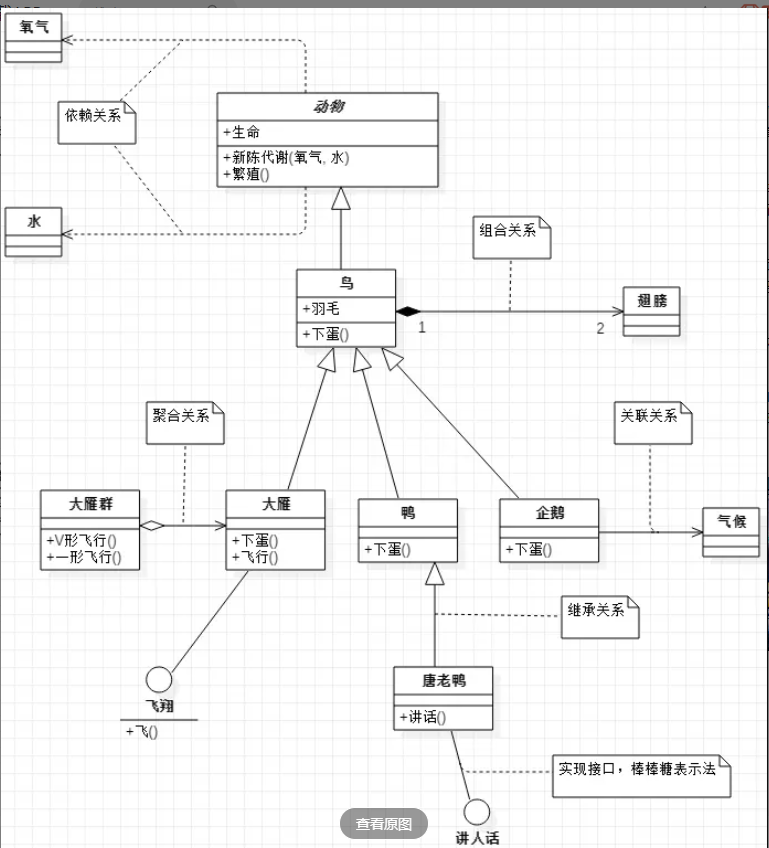 氧气
依赖关系
动物
+生命
+新陈代谢(氧气, 水)
+繁殖()
水
组合关系
鸟
+羽毛
+下蛋()
1
2
翅膀
聚合关系
关联关系
大雁群
+V形飞行()
+一形飞行()
大雁
+下蛋()
+飞行()
鸭
+下蛋()
企鹅
+下蛋()
气候
继承关系
飞翔
+飞()
唐老鸭
+讲话()
实现接口，棒棒糖表示法
查看原图
讲人话